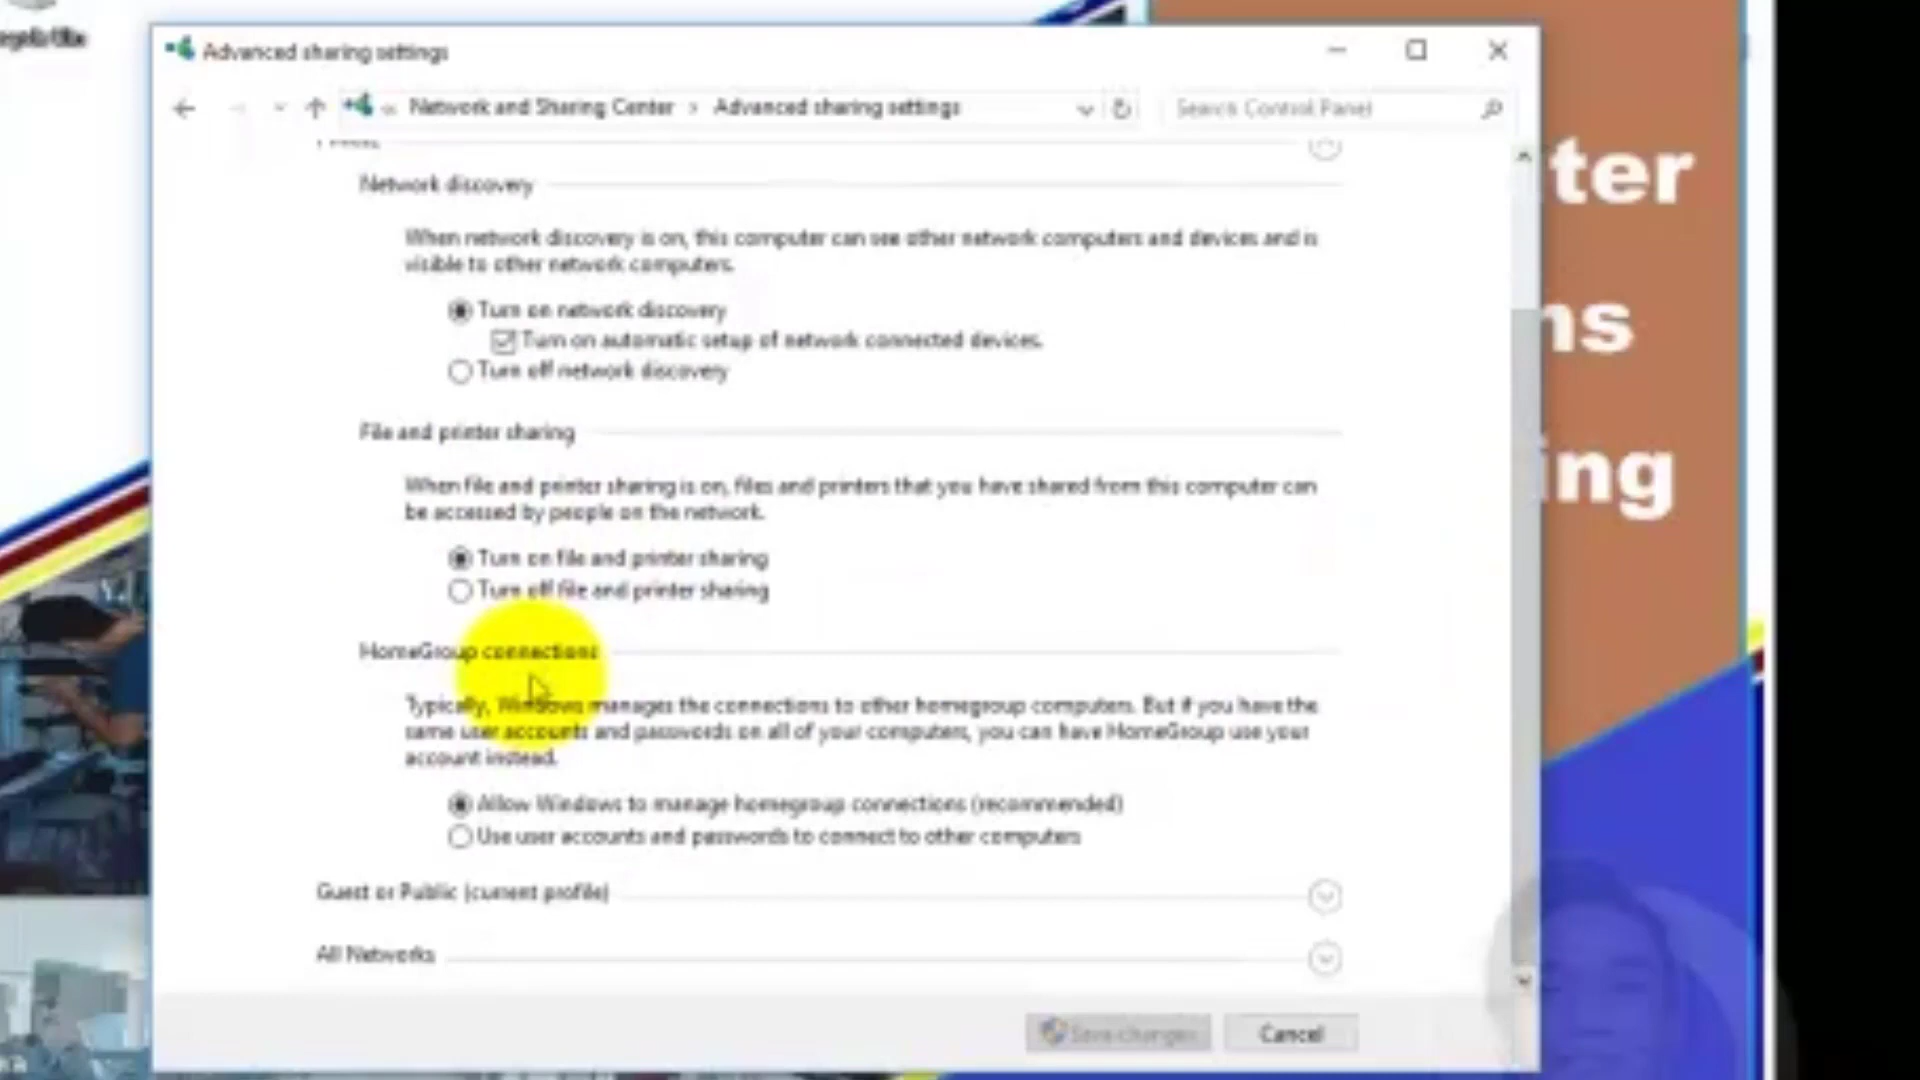 Advanced sharing settings
Network and Sharing Center > Advanced sharing settings
Search Control Panel
Network discovery
When network discovery is on, this computer can see other network computers and devices and is
visible to other network computers.
Turn on network discovery
Turn on automatic setup of network connected devices.
Turn off network discovery
File and printer sharing
When file and printer sharing is on, files and printers that you have shared from this computer can
be accessed by people on the network.
Turn on file and printer sharing
Turn off file and printer sharing
HomeGroup connections
Typically, Windows manages the connections to other homegroup computers. But if you have the
same user accounts and passwords on all of your computers, you can have HomeGroup use your
account instead.
Allow Windows to manage homegroup connections (recommended)
Use user accounts and passwords to connect to other computers
Guest or Public (current profile)
All Networks
Save changes
Cancel
ter
ns
ing